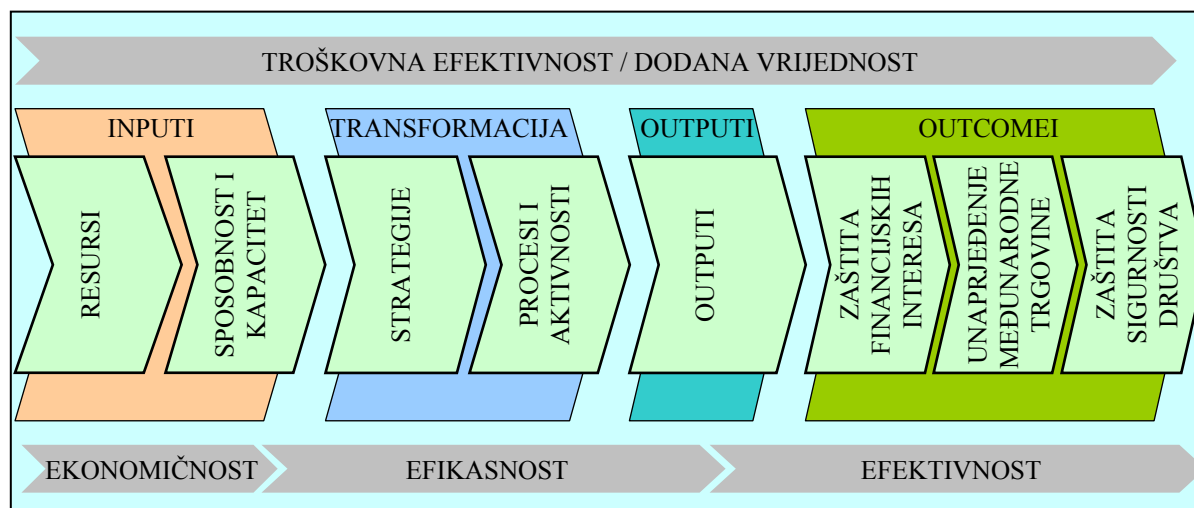 TROŠKOVNA EFEKTIVNOST / DODANA VRIJEDNOST
INPUTI
TRANSFORMACIJA
OUTPUTI
OUTCOMEI
RESURSI
SPOSOBNOST I
KAPACITET
STRATEGIJE
PROCESI I
AKTIVNOSTI
OUTPUTI
ZAŠTITA
FINANCIJSKIH
INTERESA
UNAPRJEĐENJE
MEĐUNARODNE
TRGOVINE
ZAŠTITA
SIGURNOSTI
DRUŠTVA
EKONOMIČNOST
EFIKASNOST
EFEKTIVNOST